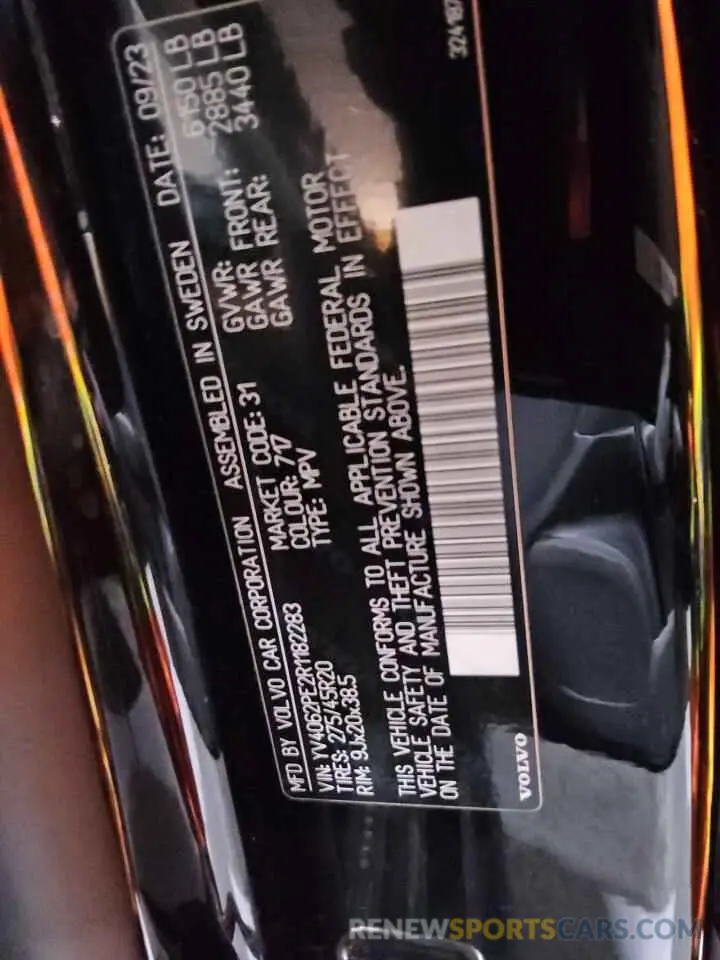 MFD BY VOLVO CAR CORPORATION ASSEMBLED IN SWEDEN DATE: 09/23
VIN: YV4062PE2R1182283 MARKET CODE: 31 GVWR: 6150 LB
TIRES: 275/45R20 COLOUR: 717 GAWR FRONT: 2885 LB
RIM: 9Jx20x38.5 TYPE: MPV GAWR REAR: 3440 LB
THIS VEHICLE CONFORMS TO ALL APPLICABLE FEDERAL MOTOR
VEHICLE SAFETY AND THEFT PREVENTION STANDARDS IN EFFECT
ON THE DATE OF MANUFACTURE SHOWN ABOVE.
VOLVO
RENEWSPORTSCARS.COM